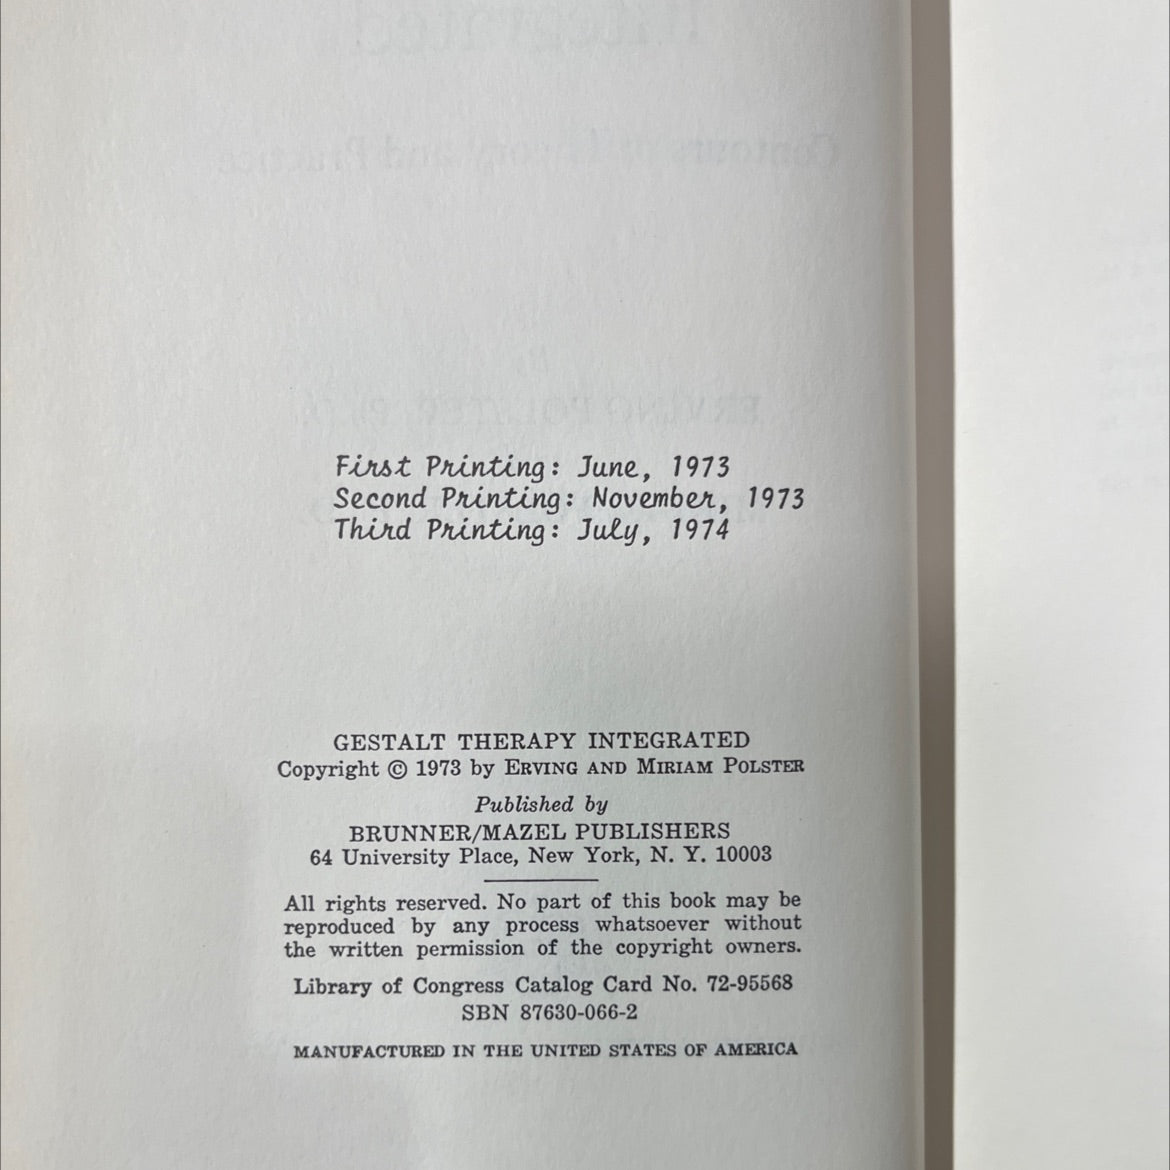 First Printing: June, 1973
Second Printing: November, 1973
Third Printing: July, 1974
GESTALT THERAPY INTEGRATED
Copyright © 1973 by ERVING AND MIRIAM POLSTER
Published by
BRUNNER/MAZEL PUBLISHERS
64 University Place, New York, N. Y. 10003
All rights reserved. No part of this book may be
reproduced by any process whatsoever without
the written permission of the copyright owners.
Library of Congress Catalog Card No. 72-95568
SBN 87630-066-2
MANUFACTURED IN THE UNITED STATES OF AMERICA